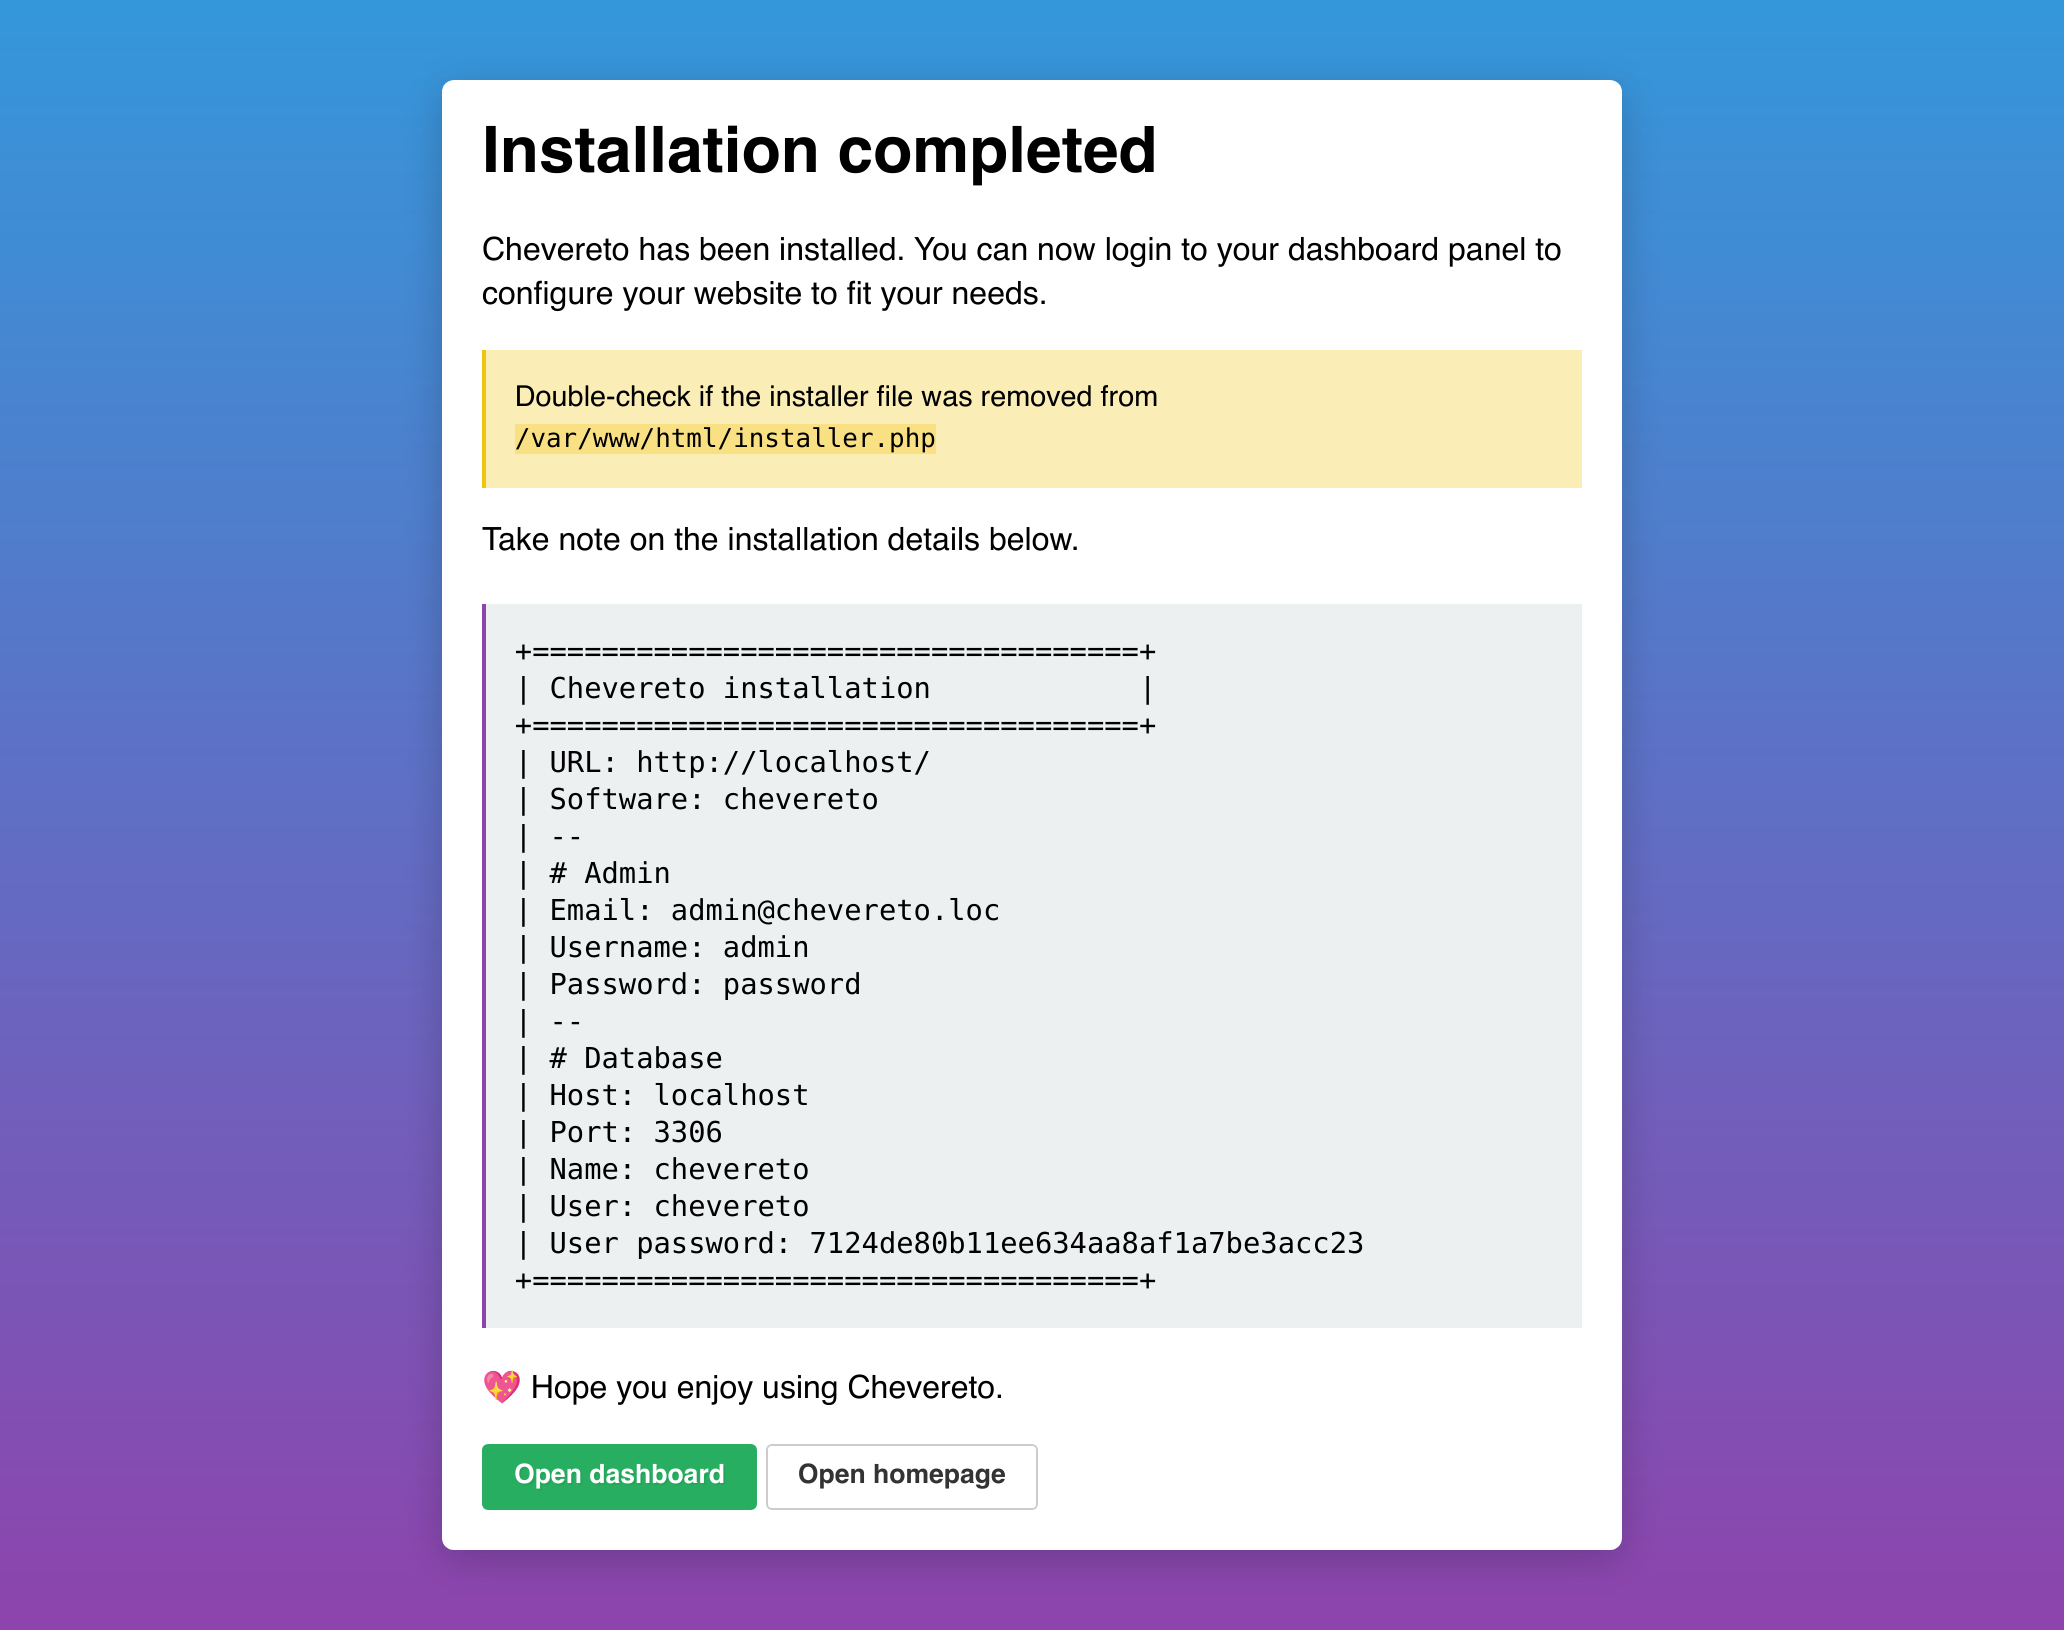 Installation completed
Chevereto has been installed. You can now login to your dashboard panel to
configure your website to fit your needs.
Double-check if the installer file was removed from
/var/www/html/installer.php
Take note on the installation details below.
+===================================+
| Chevereto installation            |
+===================================+
| URL: http://localhost/
| Software: chevereto
| --
| # Admin
| Email: admin@chevereto.loc
| Username: admin
| Password: password
| --
| # Database
| Host: localhost
| Port: 3306
| Name: chevereto
| User: chevereto
| User password: 7124de80b11ee634aa8af1a7be3acc23
+===================================+
💖 Hope you enjoy using Chevereto.
Open dashboard
Open homepage